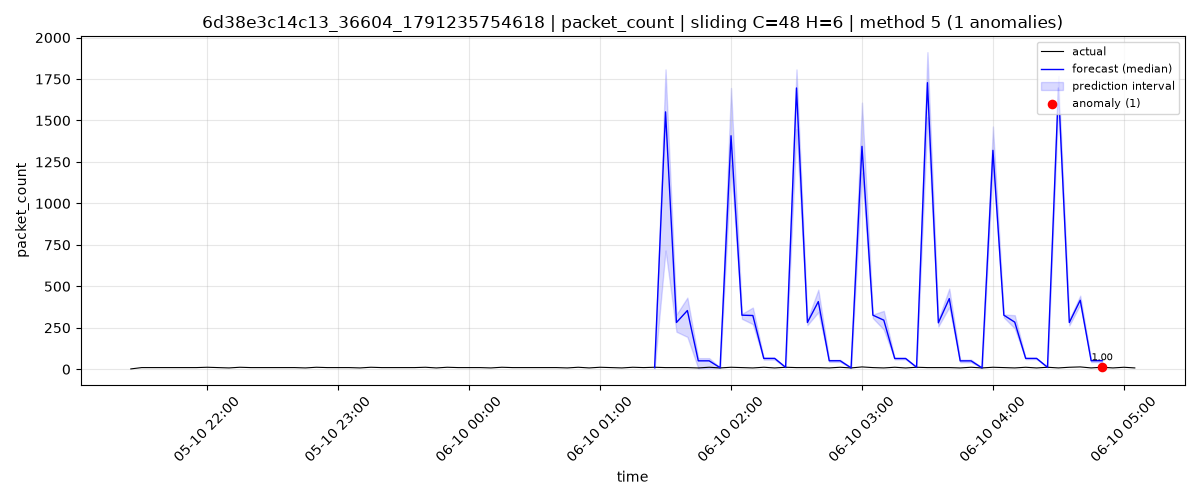 6d38e3c14c13_36604_1791235754618 | packet_count | sliding C=48 H=6 | method 5 (1 anomalies)
actual
forecast (median)
prediction interval
anomaly (1)
packet_count
2000
1750
1500
1250
1000
750
500
250
0
1.00
05-10 22:00
05-10 23:00
06-10 00:00
06-10 01:00
06-10 02:00
06-10 03:00
06-10 04:00
06-10 05:00
time